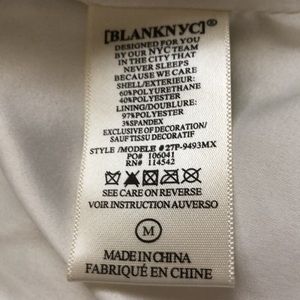 [BLANKNYC]®
DESIGNED FOR YOU
BY OUR NYC TEAM
IN THE CITY THAT
NEVER SLEEPS
BECAUSE WE CARE
SHELL/EXTERIOR:
60%POLYURETHANE
40%POLYESTER
LINING/DOUBLURE:
97%POLYESTER
3%SPANDEX
EXCLUSIVE OF DECORATION/
SAUF TISSU DECORATIF
STYLE /MODELE # 27P-9493MX
PO# 106041
RN# 114542
SEE CARE ON REVERSE
VOIR INSTRUCTION AUVERSO
M
MADE IN CHINA
FABRIQUÉ EN CHINE